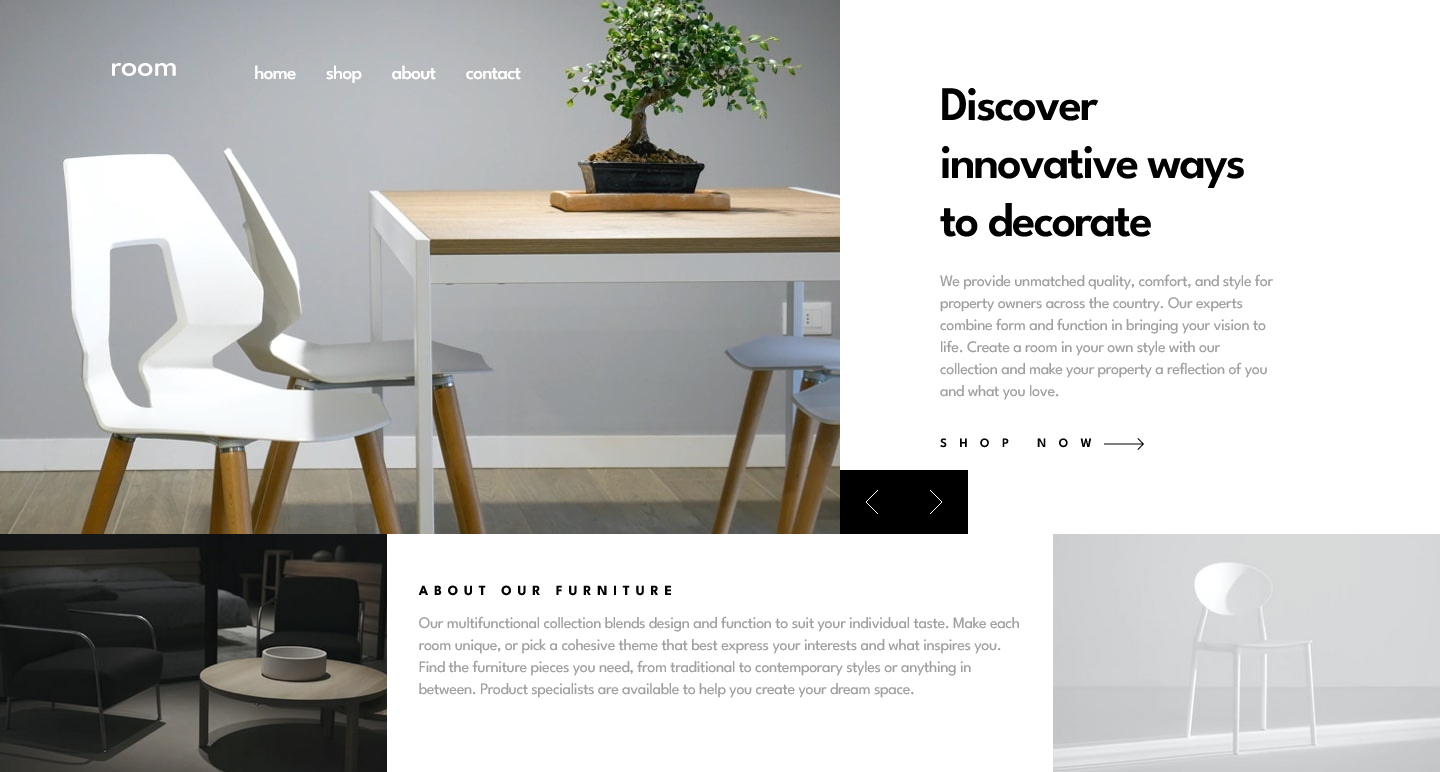 room
home shop about contact
Discover
innovative ways
to decorate
We provide unmatched quality, comfort, and style for
property owners across the country. Our experts
combine form and function in bringing your vision to
life. Create a room in your own style with our
collection and make your property a reflection of you
and what you love.
SHOP NOW
ABOUT OUR FURNITURE
Our multifunctional collection blends design and function to suit your individual taste. Make each
room unique, or pick a cohesive theme that best express your interests and what inspires you.
Find the furniture pieces you need, from traditional to contemporary styles or anything in
between. Product specialists are available to help you create your dream space.